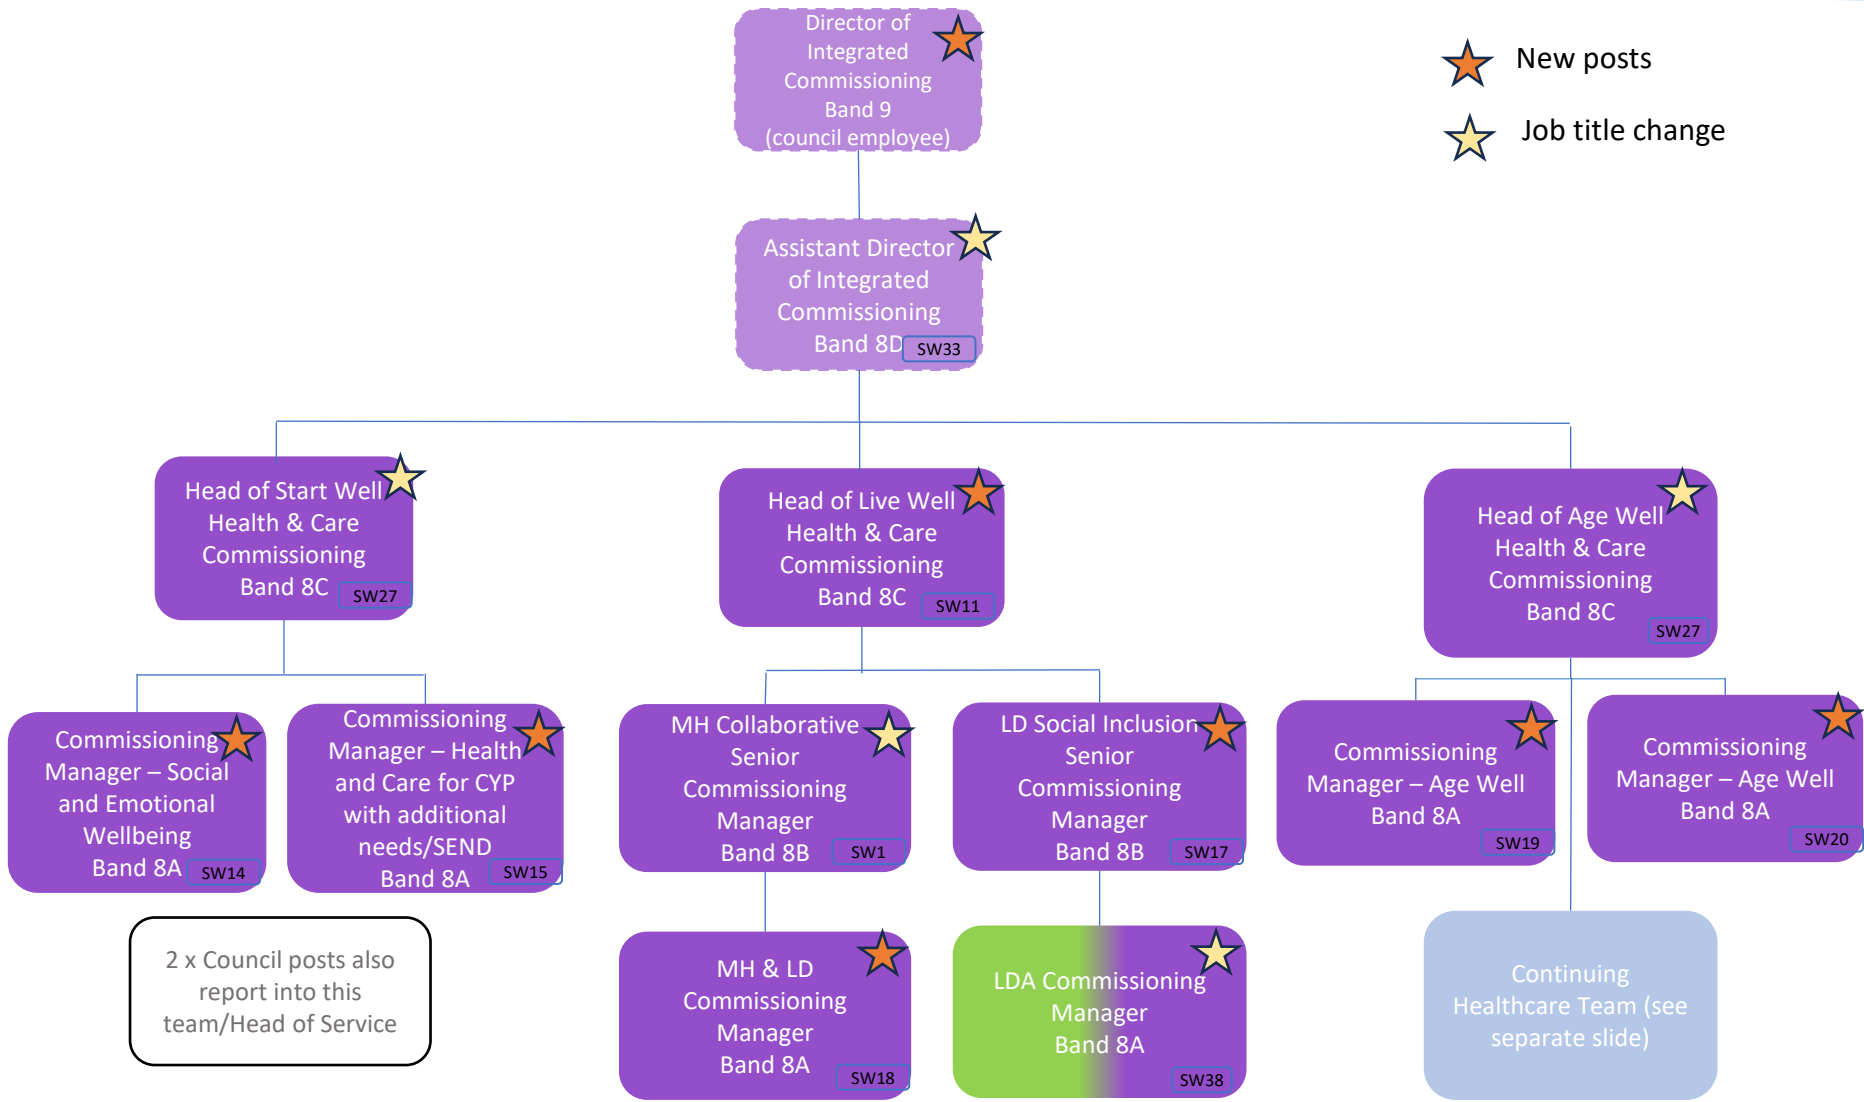 Director of
Integrated
Commissioning
Band 9
(council employee)
New posts
Job title change
Assistant Director
of Integrated
Commissioning
Band 8D
SW33
Head of Start Well
Health & Care
Commissioning
Band 8C
SW27
Head of Live Well
Health & Care
Commissioning
Band 8C
SW11
Head of Age Well
Health & Care
Commissioning
Band 8C
SW27
Commissioning
Manager – Social
and Emotional
Wellbeing
Band 8A
SW14
Commissioning
Manager – Health
and Care for CYP
with additional
needs/SEND
Band 8A
SW15
MH Collaborative
Senior
Commissioning
Manager
Band 8B
SW1
LD Social Inclusion
Senior
Commissioning
Manager
Band 8B
SW17
Commissioning
Manager – Age Well
Band 8A
SW19
Commissioning
Manager – Age Well
Band 8A
SW20
2 x Council posts also
report into this
team/Head of Service
MH & LD
Commissioning
Manager
Band 8A
SW18
LDA Commissioning
Manager
Band 8A
SW38
Continuing
Healthcare Team (see
separate slide)